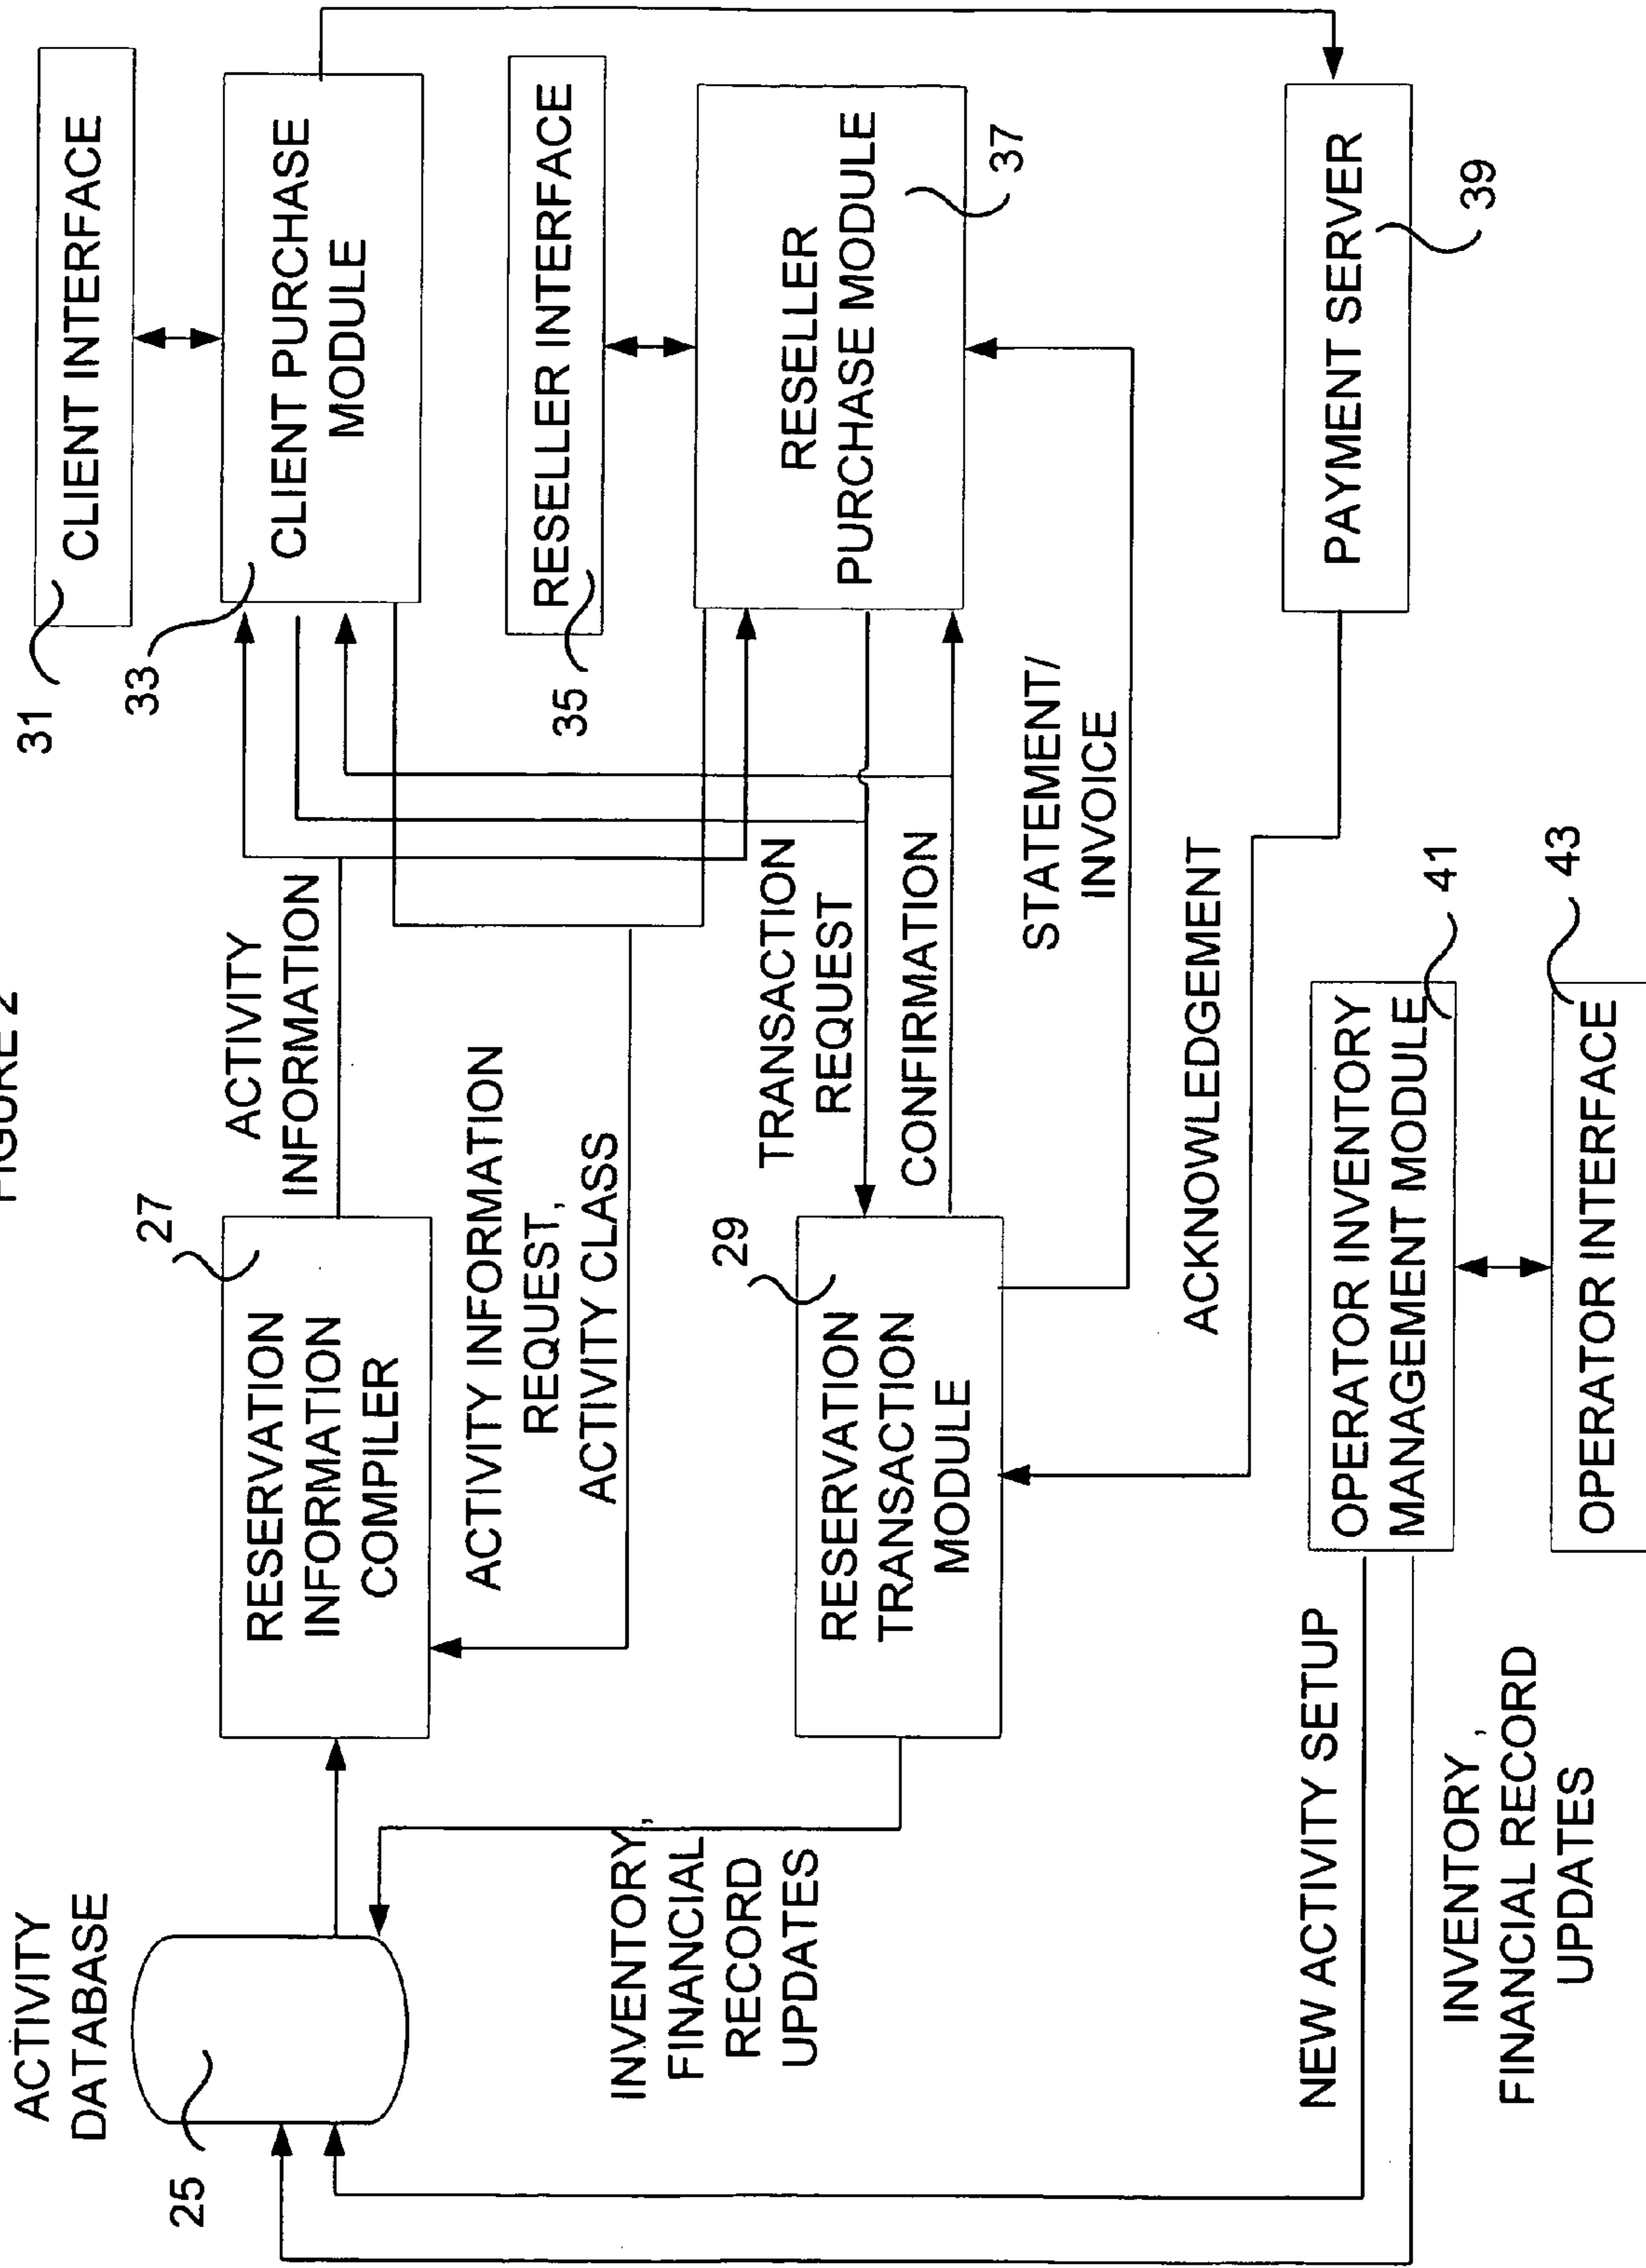 FIGURE 2
ACTIVITY
DATABASE
25
27
RESERVATION
INFORMATION
COMPILER
ACTIVITY
INFORMATION
31
CLIENT INTERFACE
33
CLIENT PURCHASE
MODULE
ACTIVITY INFORMATION
REQUEST,
ACTIVITY CLASS
35
RESELLER INTERFACE
INVENTORY,
FINANCIAL
RECORD
UPDATES
29
RESERVATION
TRANSACTION
MODULE
TRANSACTION
REQUEST
CONFIRMATION
RESELLER
PURCHASE MODULE
37
STATEMENT/
INVOICE
ACKNOWLEDGEMENT
PAYMENT SERVER
39
NEW ACTIVITY SETUP
INVENTORY,
FINANCIAL RECORD
UPDATES
OPERATOR INVENTORY
MANAGEMENT MODULE
41
43
OPERATOR INTERFACE